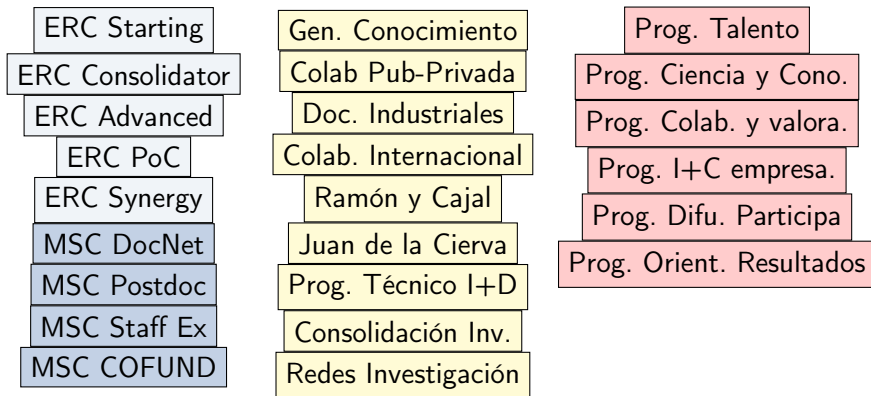 ERC Starting
ERC Consolidator
ERC Advanced
ERC PoC
ERC Synergy
MSC DocNet
MSC Postdoc
MSC Staff Ex
MSC COFUND
Gen. Conocimiento
Colab Pub-Privada
Doc. Industriales
Colab. Internacional
Ramón y Cajal
Juan de la Cierva
Prog. Técnico I+D
Consolidación Inv.
Redes Investigación
Prog. Talento
Prog. Ciencia y Cono.
Prog. Colab. y valora.
Prog. I+C empresa.
Prog. Difu. Participa
Prog. Orient. Resultados